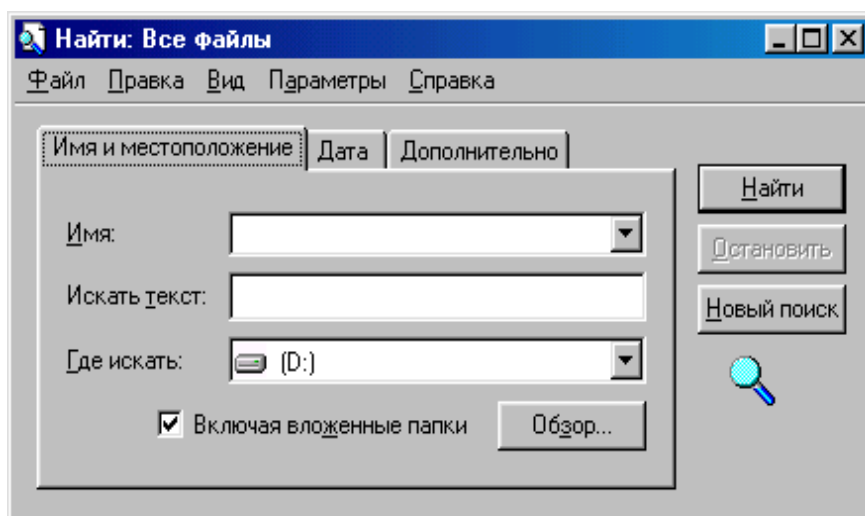 Найти: Все файлы
Файл Правка Вид Параметры Справка
Имя и местоположение Дата Дополнительно
Имя:
Искать текст:
Где искать: (D:)
Включая вложенные папки Обзор...
Найти
Остановить
Новый поиск